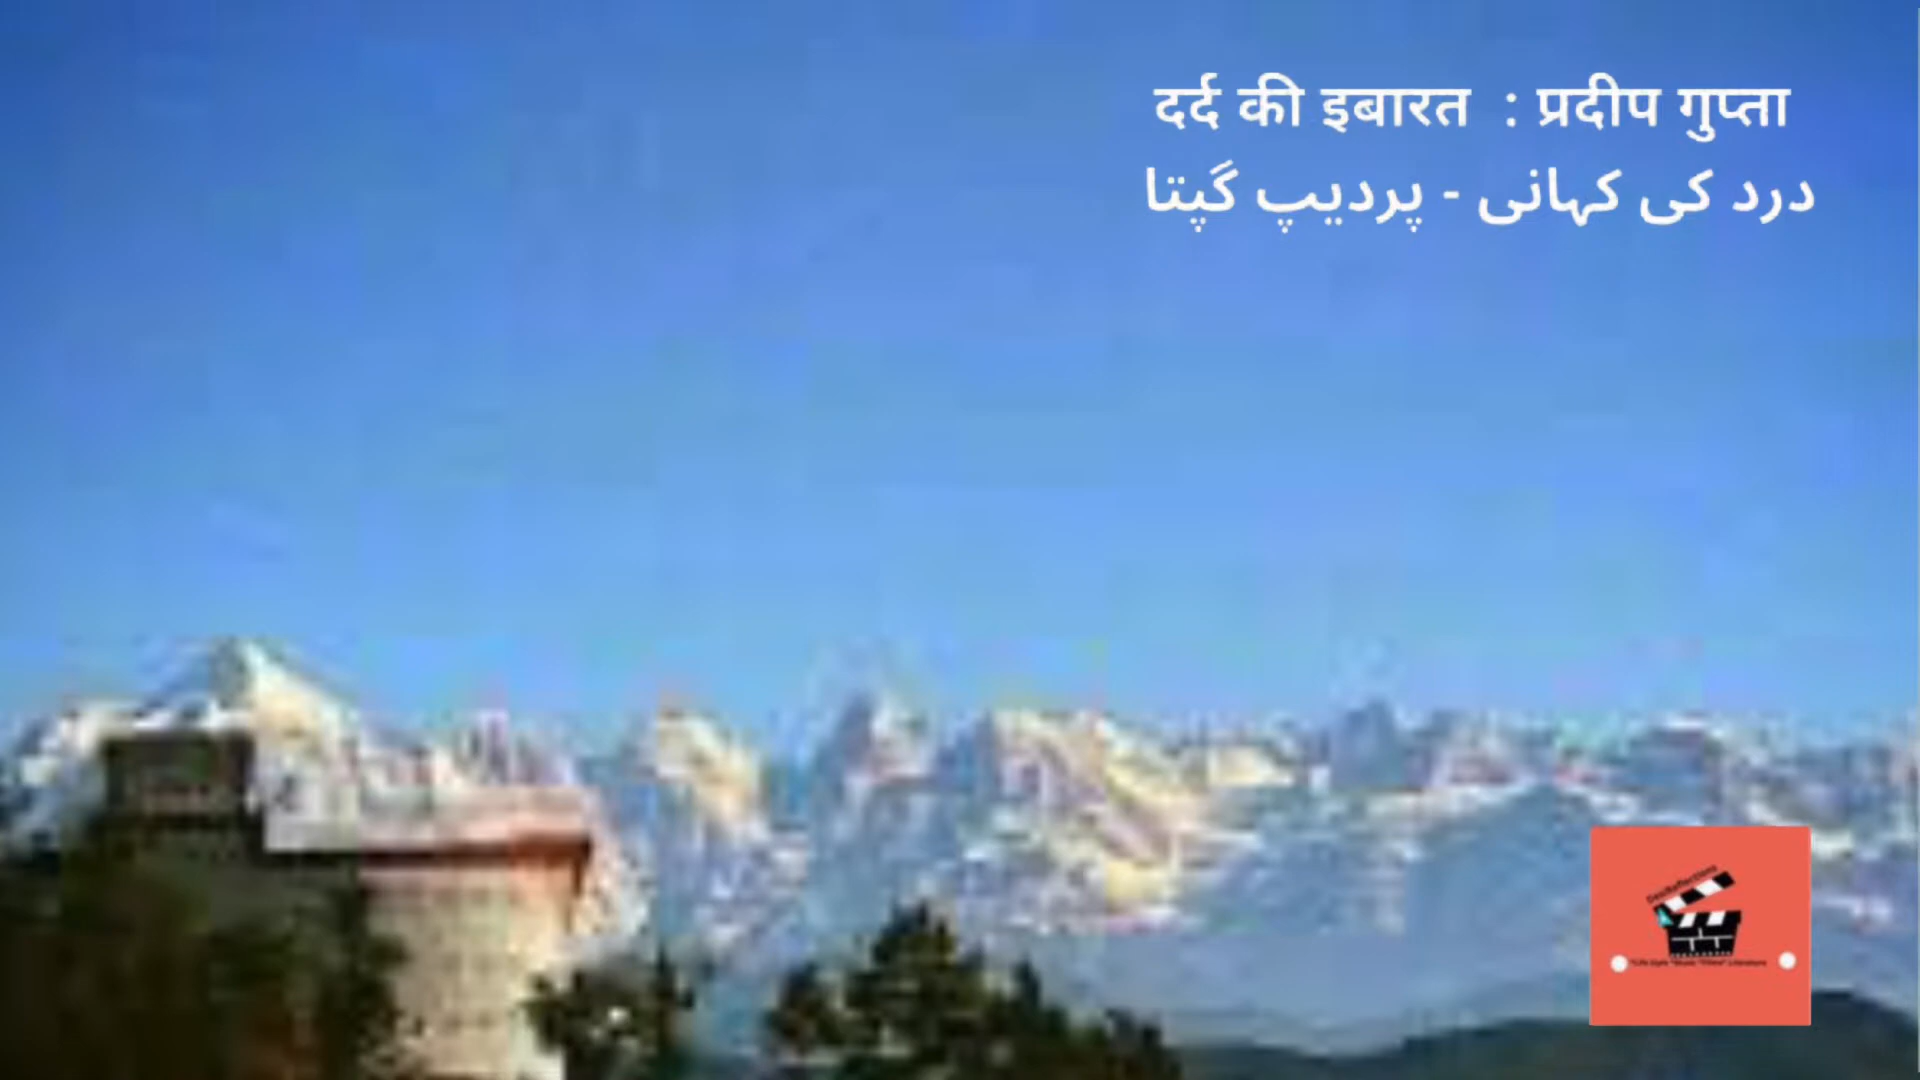 दर्द की इबारत : प्रदीप गुप्ता
درد کی کہانی - پردیپ گپتا